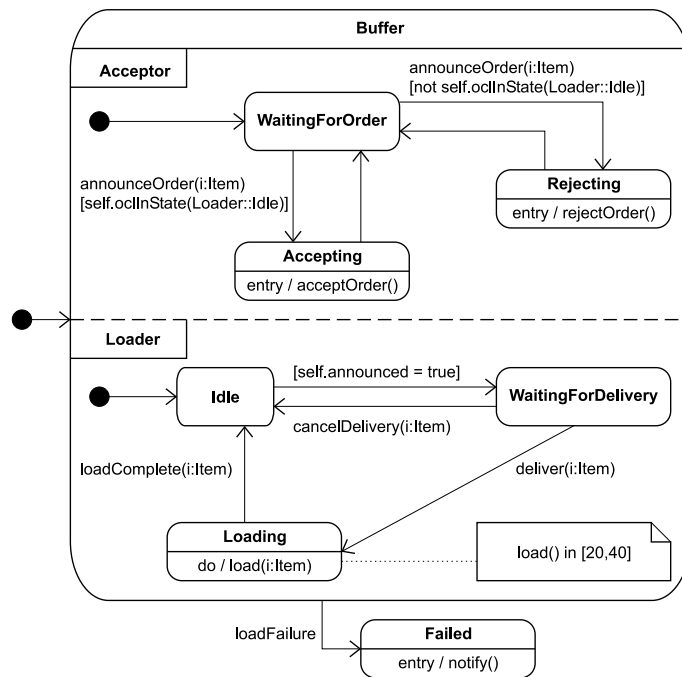 Buffer
Acceptor
announceOrder(i:Item)
[not self.oclInState(Loader::Idle)]
WaitingForOrder
announceOrder(i:Item)
[self.oclInState(Loader::Idle)]
Rejecting
entry / rejectOrder()
Accepting
entry / acceptOrder()
Loader
[self.announced = true]
Idle
WaitingForDelivery
cancelDelivery(i:Item)
loadComplete(i:Item)
deliver(i:Item)
Loading
do / load(i:Item)
load() in [20,40]
loadFailure
Failed
entry / notify()